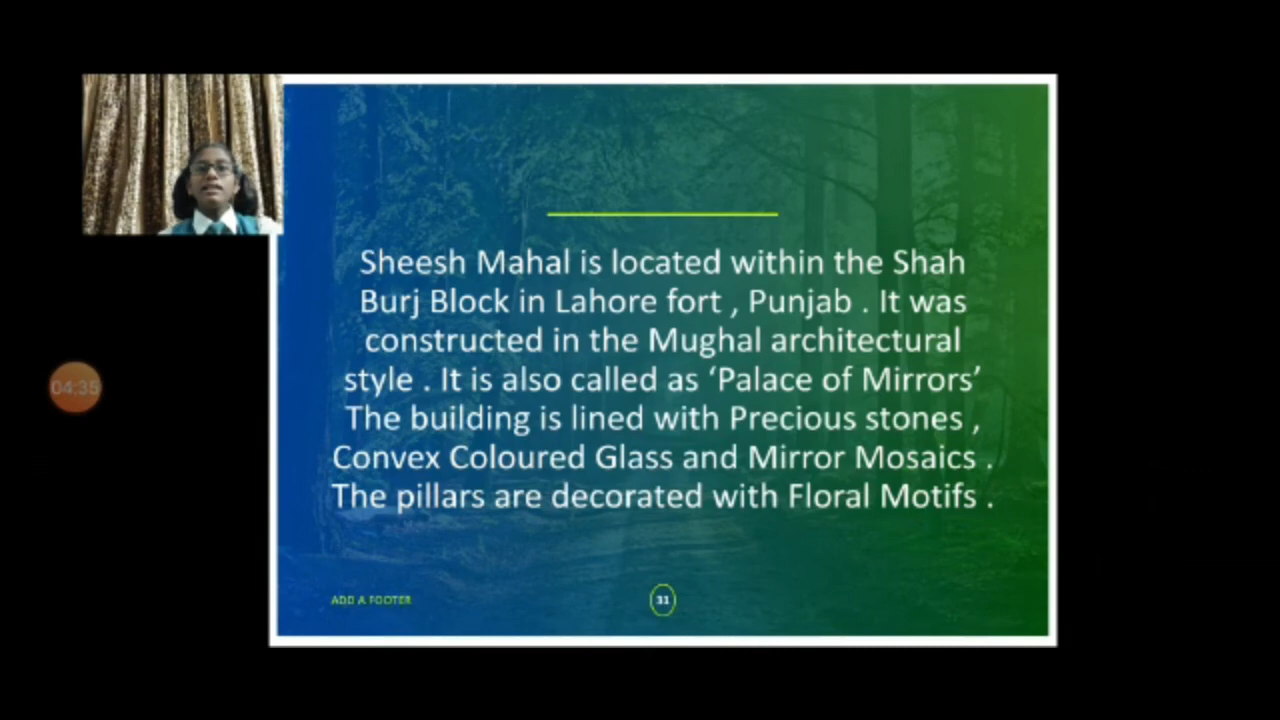 Sheesh Mahal is located within the Shah
Burj Block in Lahore fort , Punjab . It was
constructed in the Mughal architectural
style . It is also called as ‘Palace of Mirrors’
The building is lined with Precious stones ,
Convex Coloured Glass and Mirror Mosaics .
The pillars are decorated with Floral Motifs .
ADD A FOOTER
31
04:35